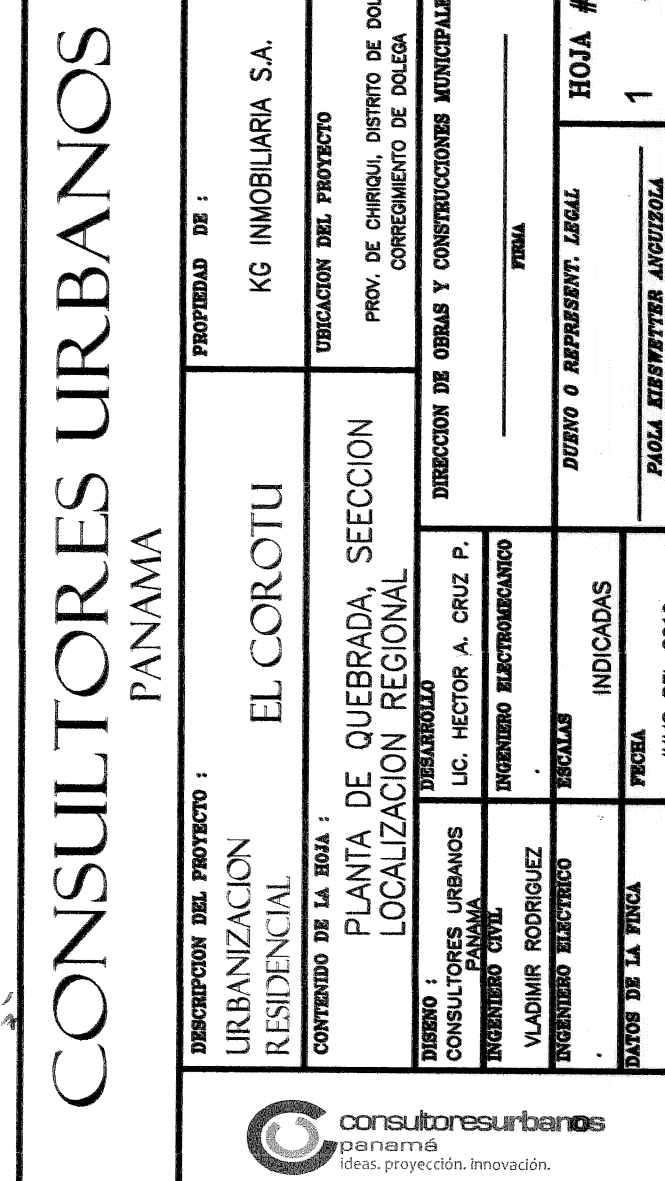 CONSULTORES URBANOS
PANAMA
DESCRIPCION DEL PROYECTO :
URBANIZACION
RESIDENCIAL
EL COROTU
PROPIEDAD DE :
KG INMOBILIARIA S.A.
CONTENIDO DE LA HOJA :
PLANTA DE QUEBRADA, SEECCION
LOCALIZACION REGIONAL
UBICACION DEL PROYECTO
PROV. DE CHIRIQUI, DISTRITO DE
CORREGIMIENTO DE DOLEGA
DISENO :
CONSULTORES URBANOS
PANAMA
DESARROLLO
LIC. HECTOR A. CRUZ P.
INGENIERO CIVIL
VLADIMIR RODRIGUEZ
INGENIERO ELECTROMECANICO
INGENIERO ELECTRICO
ESCALAS
INDICADAS
DATOS DE LA FINCA
FECHA
DIRECCION DE OBRAS Y CONSTRUCCIONES MUNICIPALE
FIRMA
DUENO O REPRESENT. LEGAL
PAOLA KIESWETTER ANGUIZOLA
HOJA #
1
consultoresurbanos
panamá
ideas. proyección. innovación.